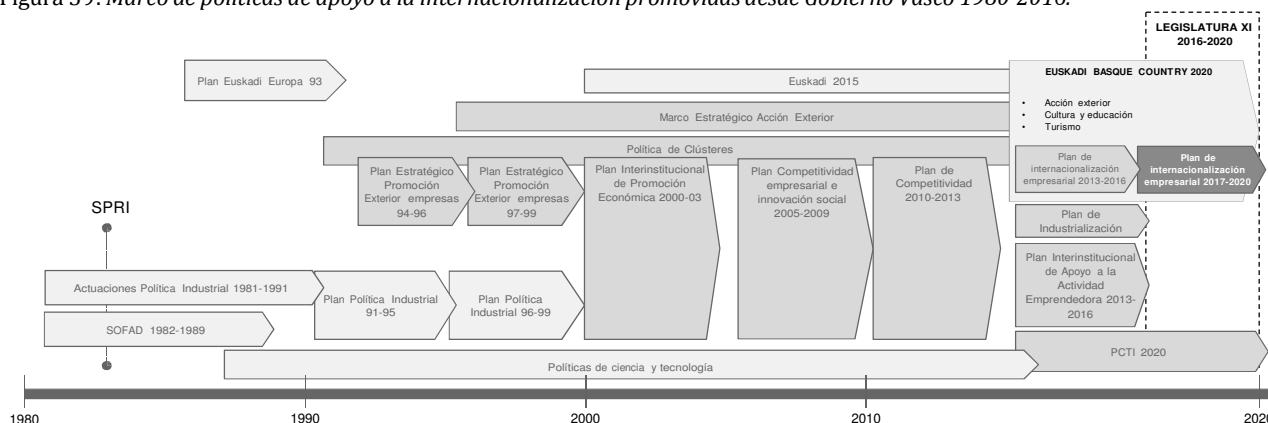 Figura 39. Marco de políticas de apoyo a la internacionalización promovidas desde Gobierno Vasco 1980-2016.
LEGISLATURA XI
2016-2020
Plan Euskadi Europa 93
Euskadi 2015
EUSKADI BASQUE COUNTRY 2020
• Acción exterior
• Cultura y educación
• Turismo
Marco Estratégico Acción Exterior
Política de Clústeres
Plan Estratégico
Promoción
Exterior empresas
94-96
Plan Estratégico
Promoción
Exterior empresas
97-99
Plan Interinstitucional
de Promoción
Económica 2000-03
Plan Competitividad
empresarial e
innovación social
2005-2009
Plan de
Competitividad
2010-2013
Plan de
internacionalización
empresarial 2013-2016
Plan de
internacionalización
empresarial 2017-2020
SPRI
Plan de
Industrialización
Actuaciones Política Industrial 1981-1991
Plan Política Industrial
91-95
Plan Política
Industrial 96-99
Plan Interinstitucional
de Apoyo a la
Actividad
Emprendedora 2013-
2016
SOFAD 1982-1989
PCTI 2020
Políticas de ciencia y tecnología
1980
1990
2000
2010
2020